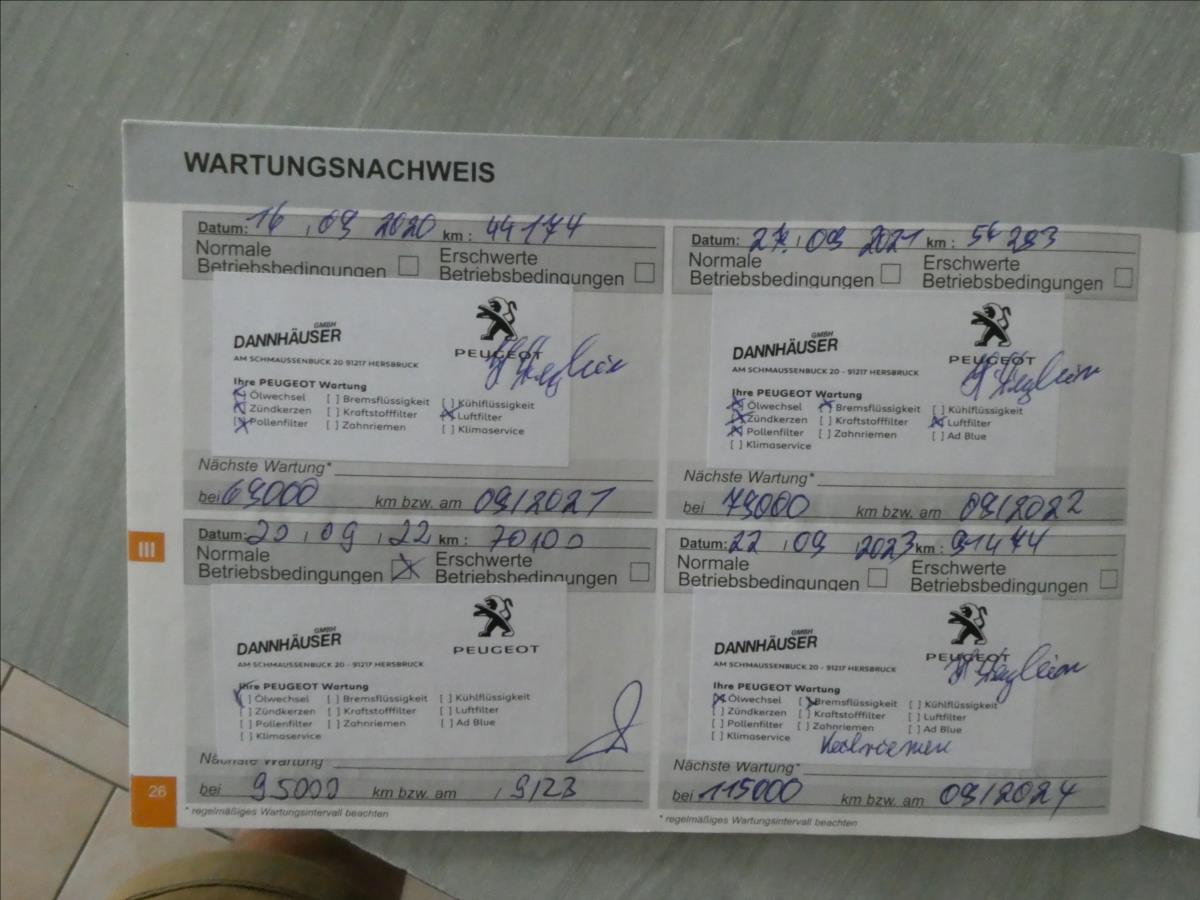 WARTUNGSNACHWEIS
Datum: 16 . 09 2020 km : 44174
Normale
Betriebsbedingungen
Erschwerte
Betriebsbedingungen
GMBH
DANNHÄUSER
AM SCHMAUSSENBUCK 20 91217 HERSBRUCK
PEUGEOT
Ihre PEUGEOT Wartung
[x] Ölwechsel [ ] Bremsflüssigkeit [ ] Kühlflüssigkeit
[x] Zündkerzen [ ] Kraftstofffilter [x] Luftfilter
[x] Pollenfilter [ ] Zahnriemen [ ] Klimaservice
Nächste Wartung*
bei 69000 km bzw. am 09/2021
Datum: 27. 09 2021 km : 54293
Normale
Betriebsbedingungen
Erschwerte
Betriebsbedingungen
GMBH
DANNHÄUSER
AM SCHMAUSSENBUCK 20 - 91217 HERSBRUCK
PEUGEOT
Ihre PEUGEOT Wartung
[x] Ölwechsel [x] Bremsflüssigkeit [ ] Kühlflüssigkeit
[x] Zündkerzen [ ] Kraftstofffilter [x] Luftfilter
[x] Pollenfilter [ ] Zahnriemen [ ] Ad Blue
[ ] Klimaservice
Nächste Wartung*
bei 79000 km bzw. am 09/2022
III
Datum: 20 . 09 . 22 km : 70100
Normale
Betriebsbedingungen
Erschwerte
Betriebsbedingungen
GMBH
DANNHÄUSER
AM SCHMAUSSENBUCK 20 - 91217 HERSBRUCK
PEUGEOT
Ihre PEUGEOT Wartung
[x] Ölwechsel [ ] Bremsflüssigkeit [ ] Kühlflüssigkeit
[ ] Zündkerzen [ ] Kraftstofffilter [ ] Luftfilter
[ ] Pollenfilter [ ] Zahnriemen [ ] Ad Blue
[ ] Klimaservice
Nächste Wartung
bei 95000 km bzw. am 9/23
* regelmäßiges Wartungsintervall beachten
Datum: 22 . 09 2023 km : 91474
Normale
Betriebsbedingungen
Erschwerte
Betriebsbedingungen
GMBH
DANNHÄUSER
AM SCHMAUSSENBUCK 20 - 91217 HERSBRUCK
PEUGEOT
Ihre PEUGEOT Wartung
[x] Ölwechsel [x] Bremsflüssigkeit [ ] Kühlflüssigkeit
[ ] Zündkerzen [ ] Kraftstofffilter [ ] Luftfilter
[ ] Pollenfilter [ ] Zahnriemen [ ] Ad Blue
[ ] Klimaservice Keilriemen
Nächste Wartung*
bei 115000 km bzw. am 09/2024
* regelmäßiges Wartungsintervall beachten
26